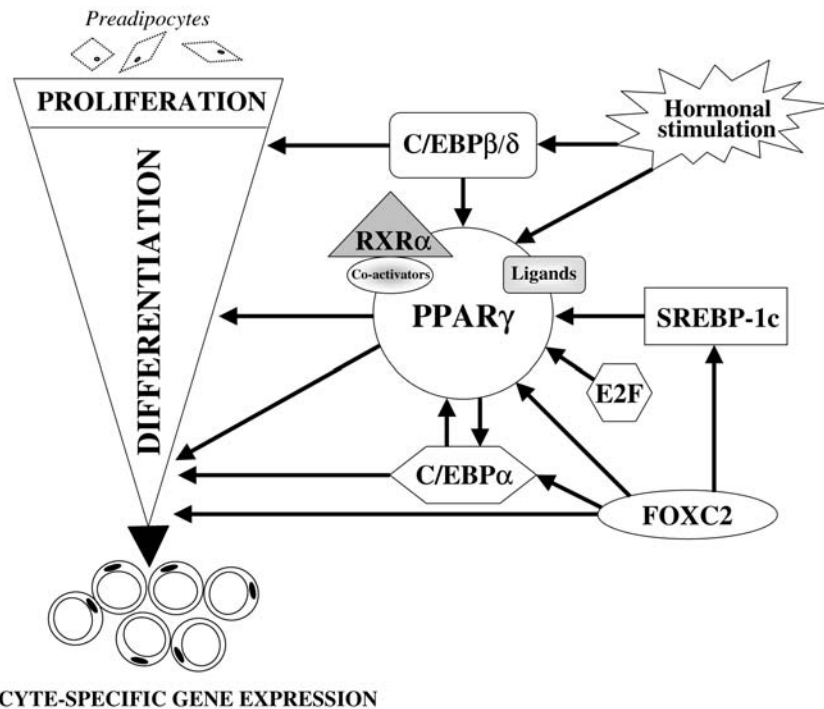 Preadipocytes
PROLIFERATION
DIFFERENTIATION
Hormonal
stimulation
C/EBPβ/δ
RXRα
Co-activators
Ligands
PPARγ
SREBP-1c
E2F
C/EBPα
FOXC2
CYTE-SPECIFIC GENE EXPRESSION